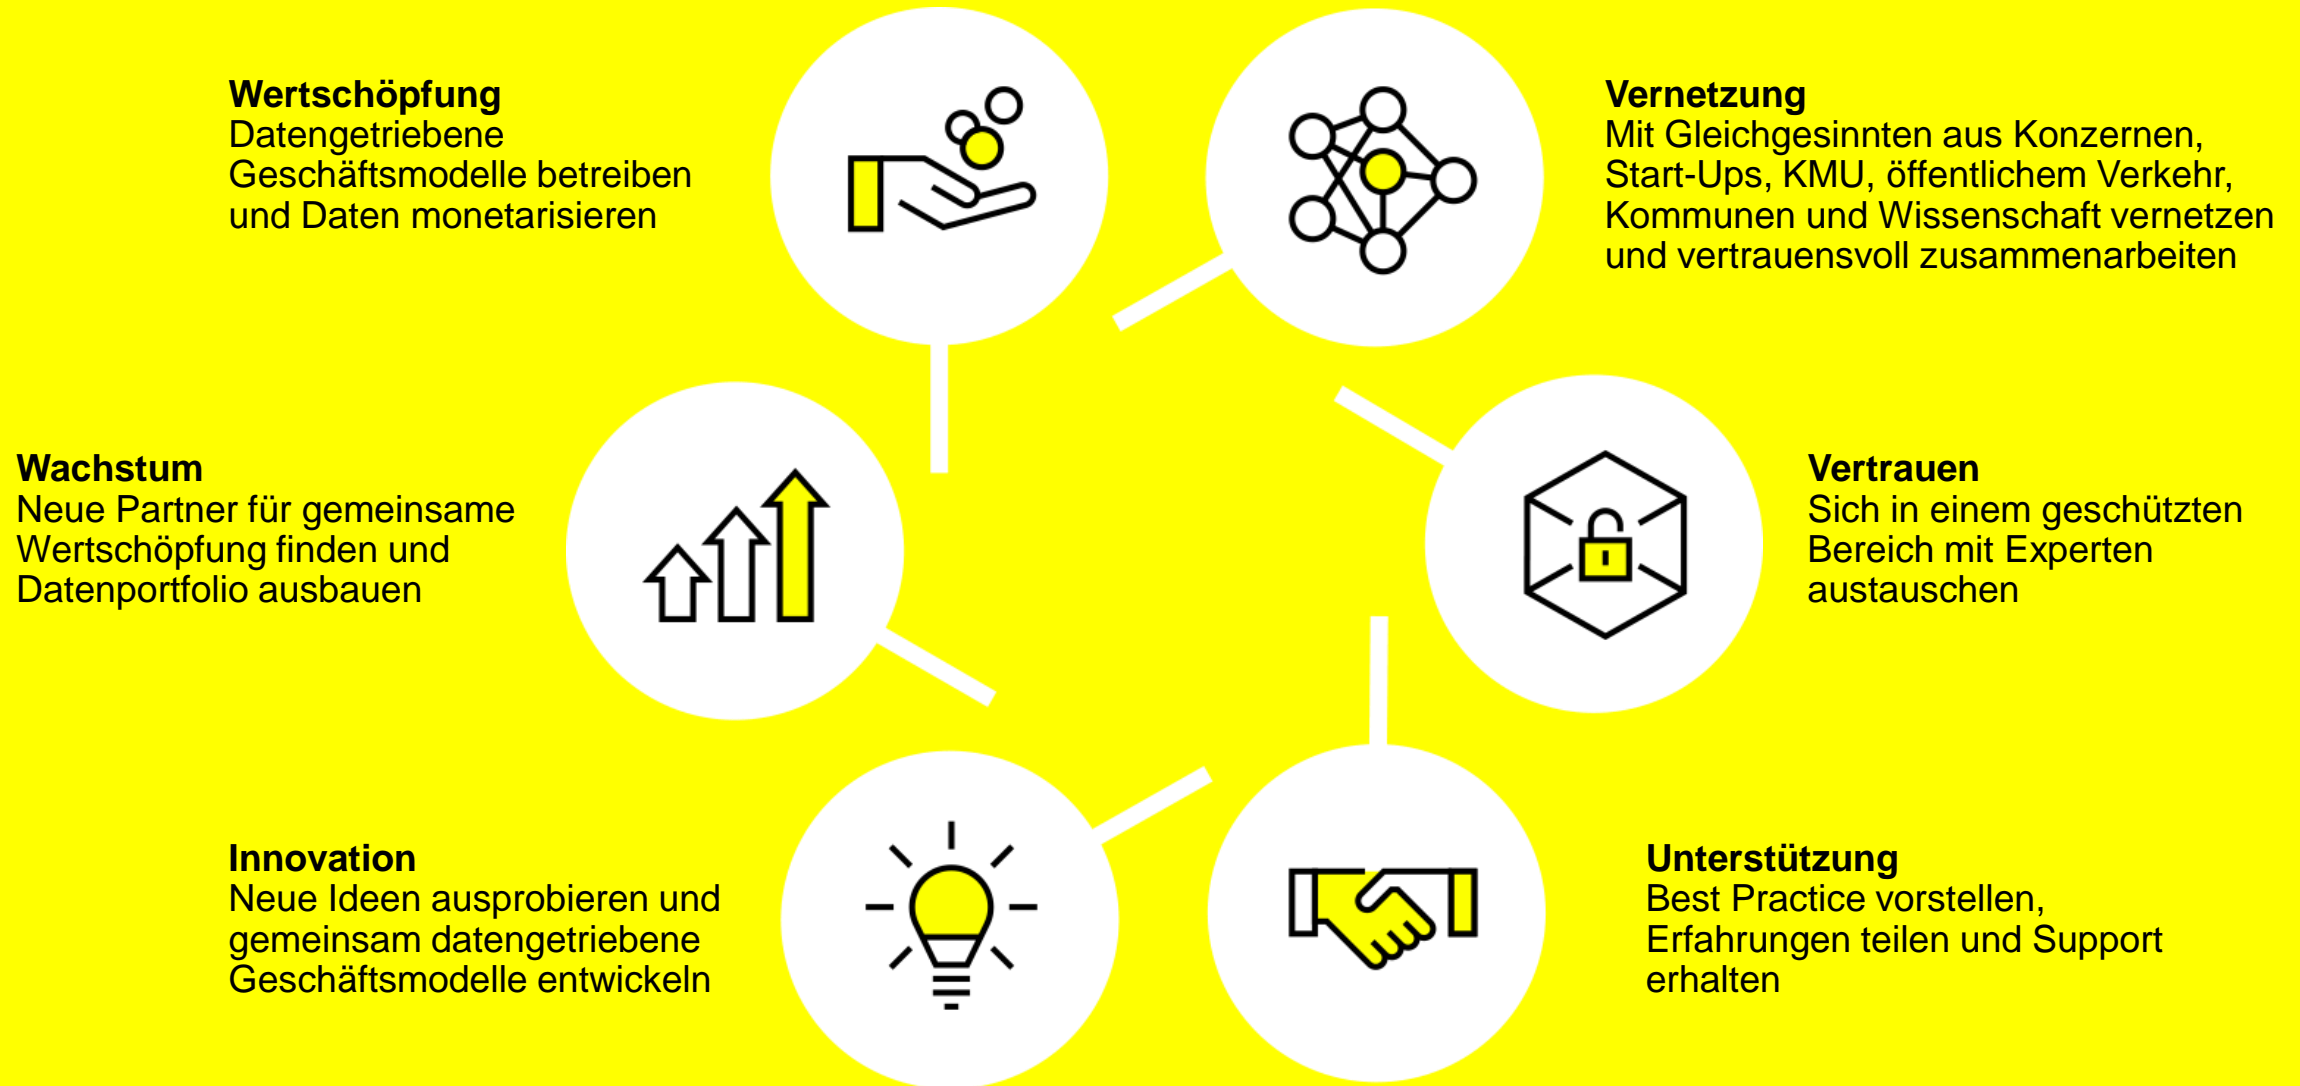 Wertschöpfung
Datengetriebene
Geschäftsmodelle betreiben
und Daten monetarisieren
Vernetzung
Mit Gleichgesinnten aus Konzernen,
Start-Ups, KMU, öffentlichem Verkehr,
Kommunen und Wissenschaft vernetzen
und vertrauensvoll zusammenarbeiten
Wachstum
Neue Partner für gemeinsame
Wertschöpfung finden und
Datenportfolio ausbauen
Vertrauen
Sich in einem geschützten
Bereich mit Experten
austauschen
Innovation
Neue Ideen ausprobieren und
gemeinsam datengetriebene
Geschäftsmodelle entwickeln
Unterstützung
Best Practice vorstellen,
Erfahrungen teilen und Support
erhalten